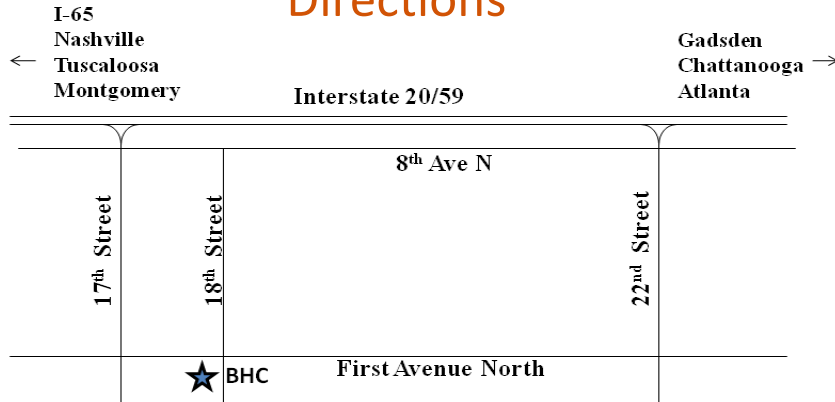 Directions
I-65
Nashville
Tuscaloosa
Montgomery
Gadsden
Chattanooga
Atlanta
Interstate 20/59
8th Ave N
17th Street
18th Street
22nd Street
First Avenue North
BHC